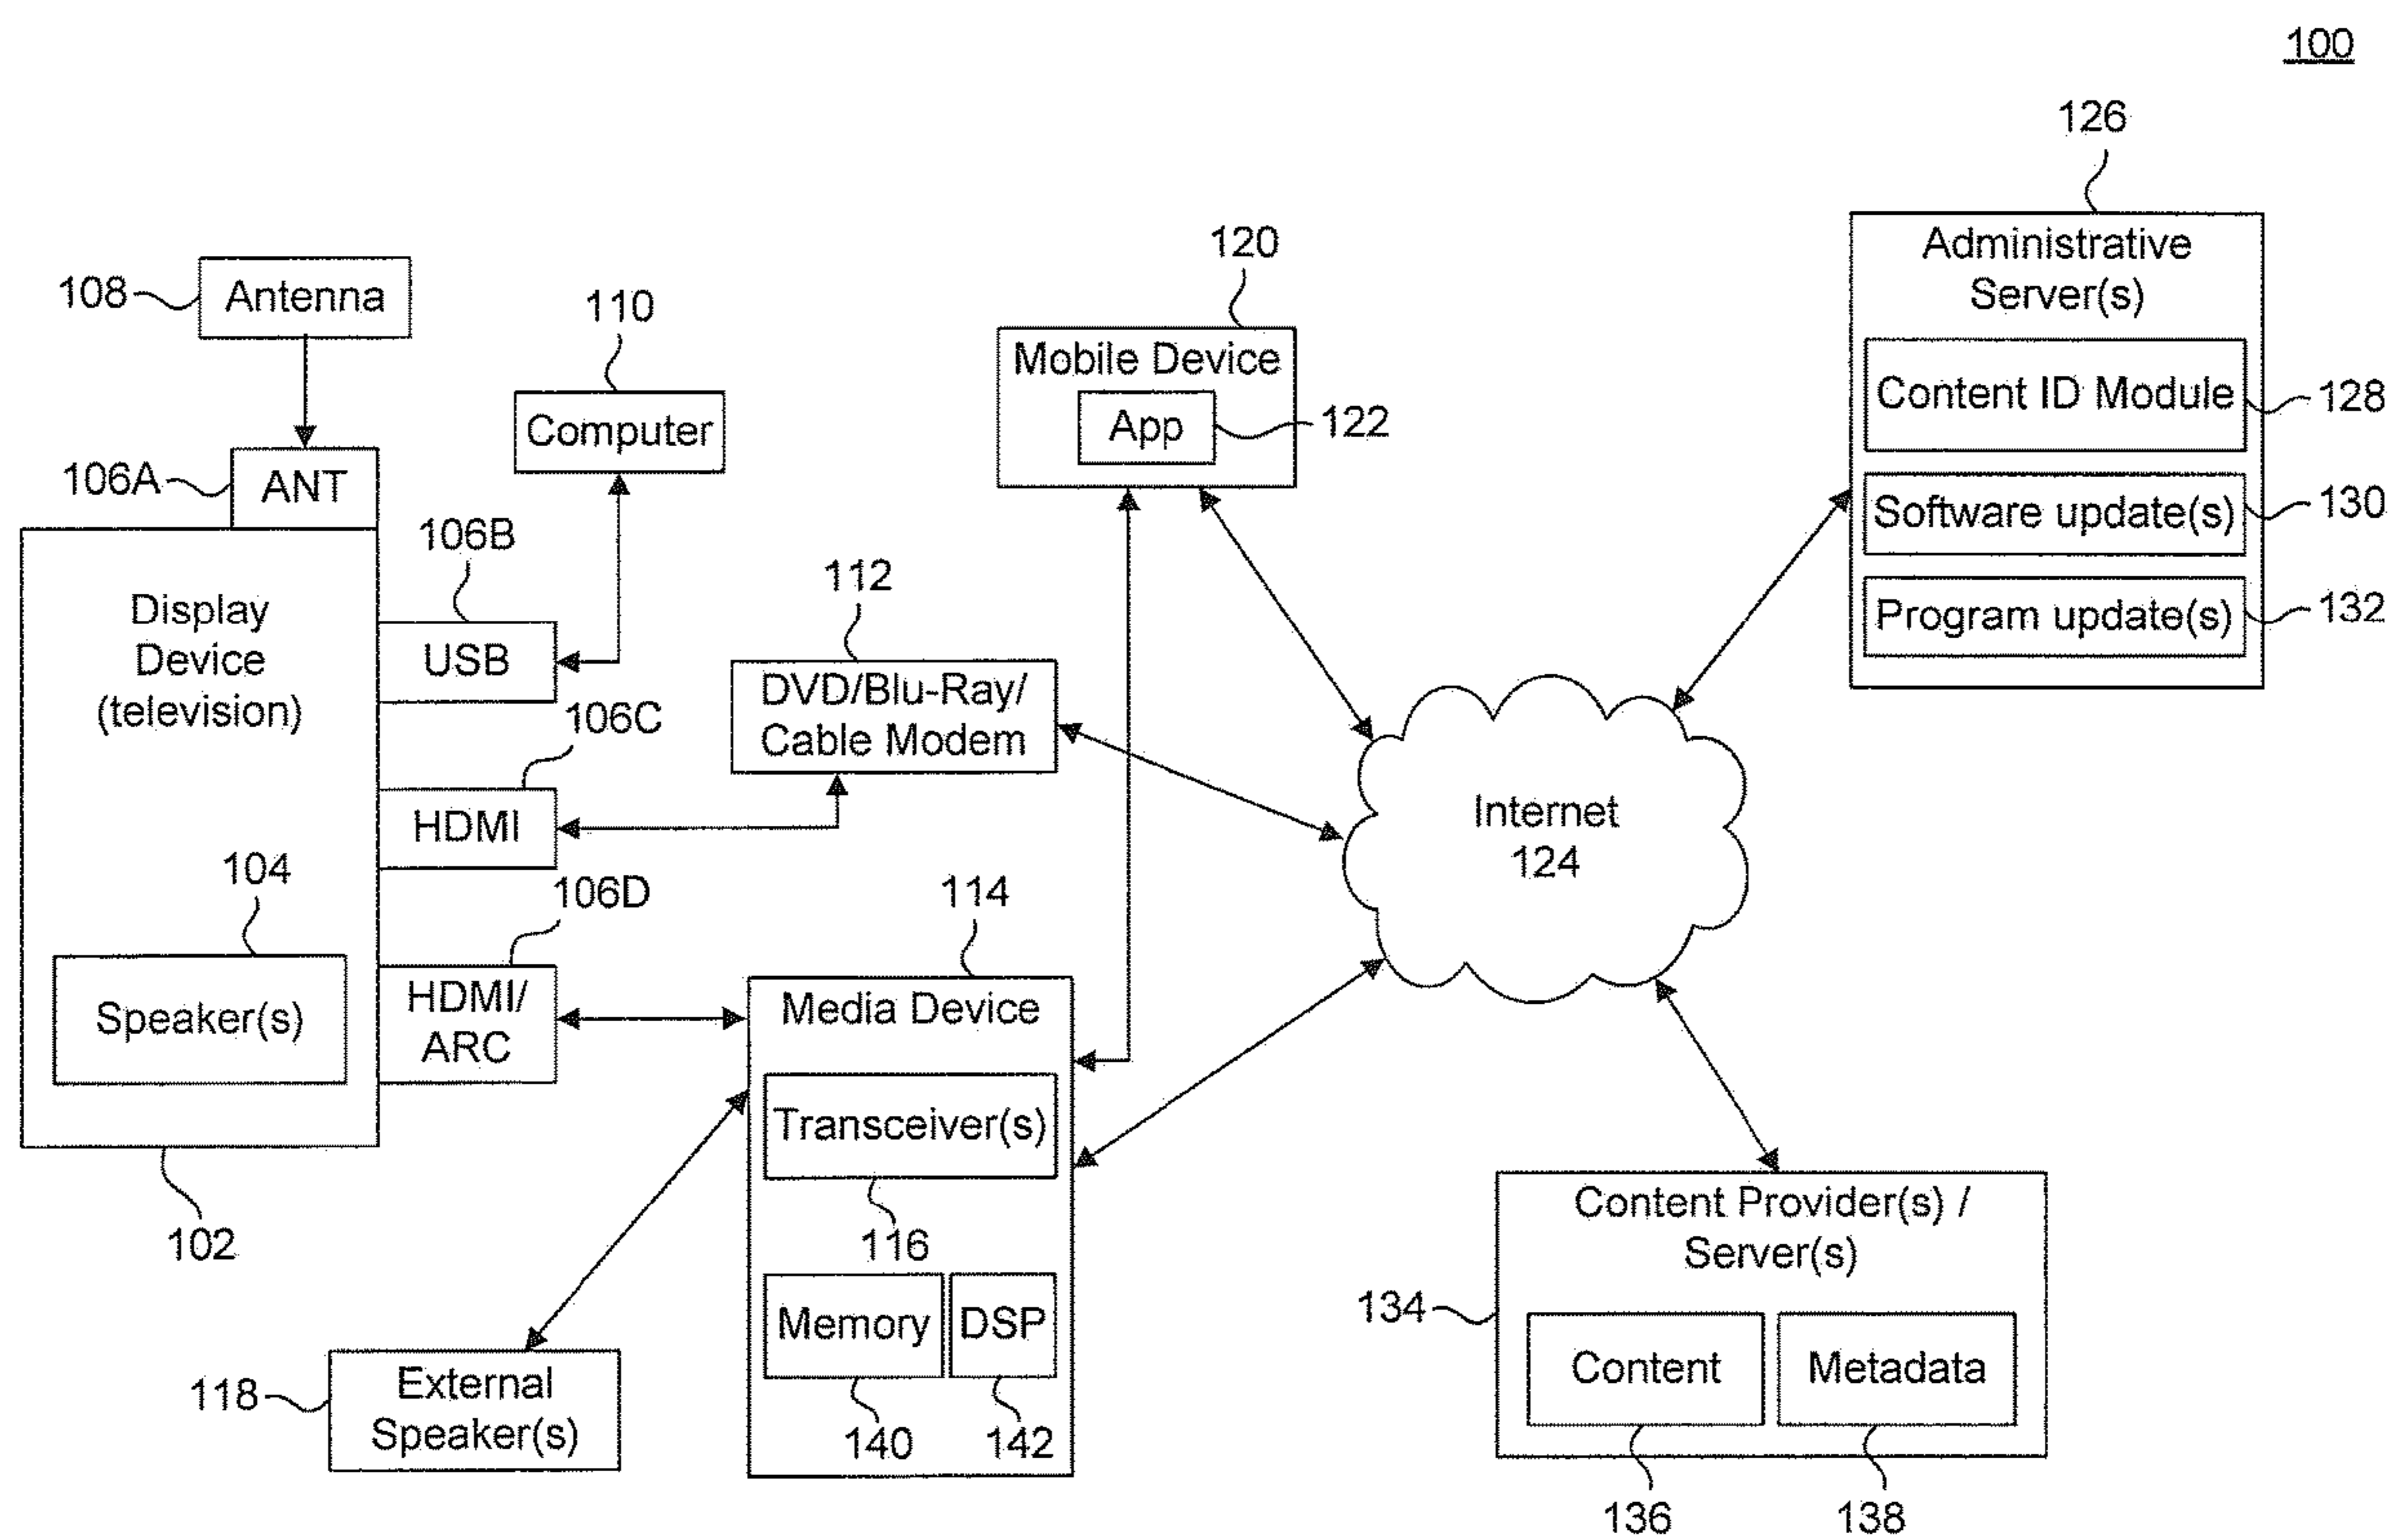 100
126
Administrative
Server(s)
Content ID Module
128
Software update(s)
130
Program update(s)
132
120
Mobile Device
App
122
108
Antenna
110
Computer
106A
ANT
106B
USB
Display
Device
(television)
112
DVD/Blu-Ray/
Cable Modem
106C
HDMI
Internet
124
104
Speaker(s)
106D
HDMI/
ARC
102
114
Media Device
Transceiver(s)
116
Memory
DSP
140
142
118
External
Speaker(s)
Content Provider(s) /
Server(s)
134
Content
Metadata
136
138